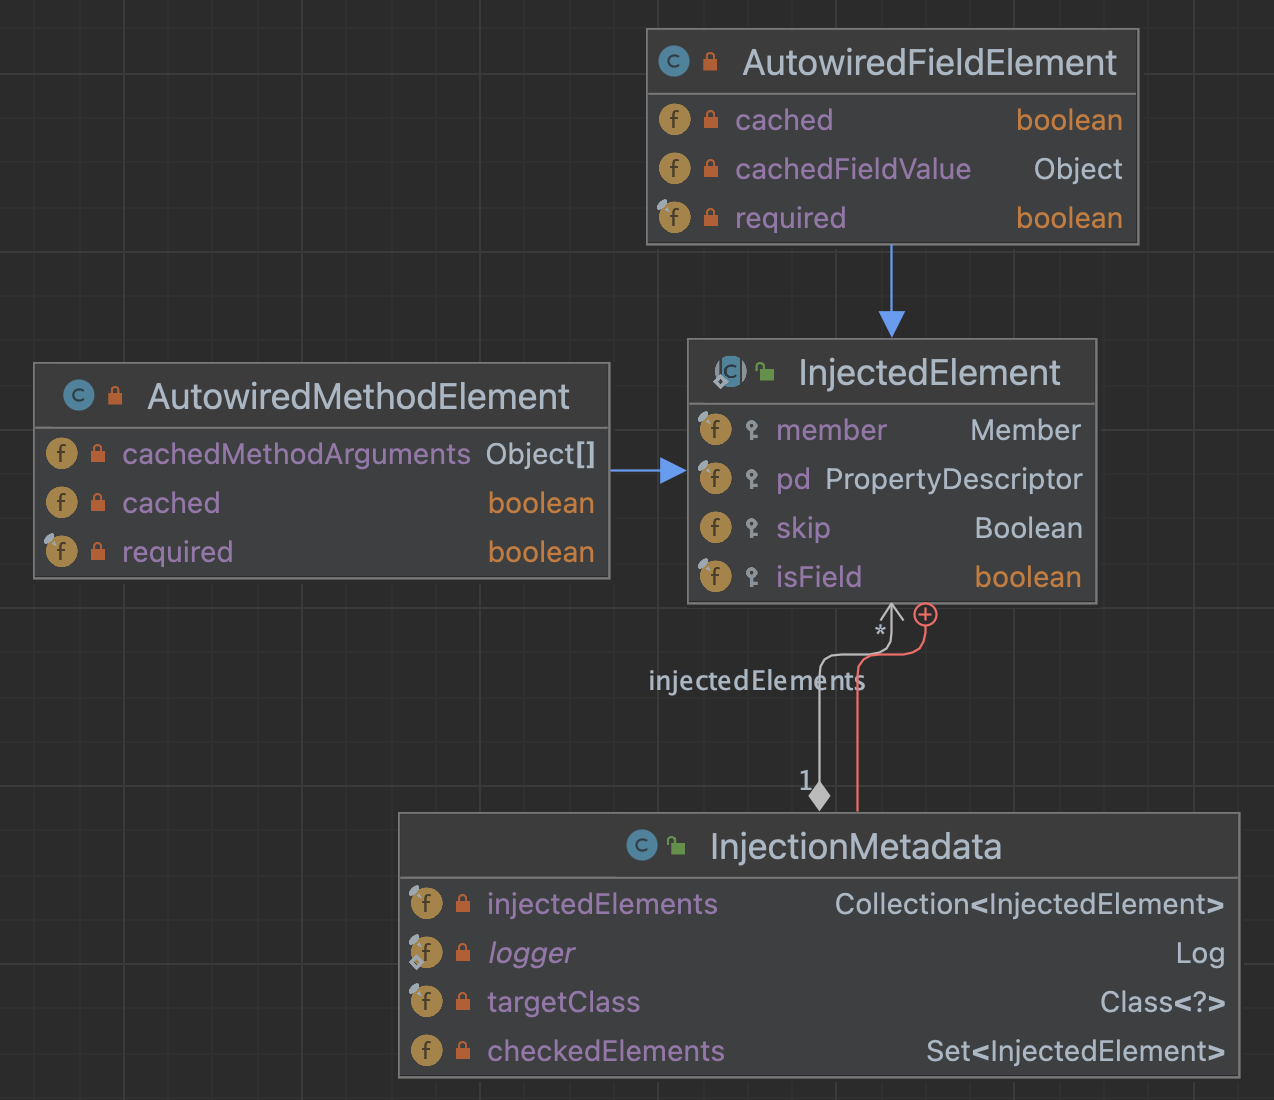 AutowiredFieldElement
cached boolean
cachedFieldValue Object
required boolean
AutowiredMethodElement
cachedMethodArguments Object[]
cached boolean
required boolean
InjectedElement
member Member
pd PropertyDescriptor
skip Boolean
isField boolean
*
injectedElements
1
InjectionMetadata
injectedElements Collection<InjectedElement>
logger Log
targetClass Class<?>
checkedElements Set<InjectedElement>